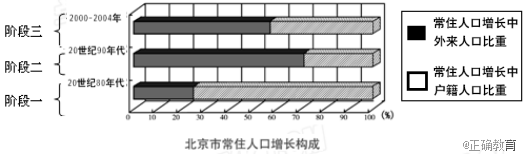 阶段三
2000-2004年
阶段二
20世纪90年代
阶段一
20世纪80年代
0 10 20 30 40 50 60 70 80 90 100 (%)
北京市常住人口增长构成
常住人口增长中
外来人口比重
常住人口增长中
户籍人口比重
@正确教育